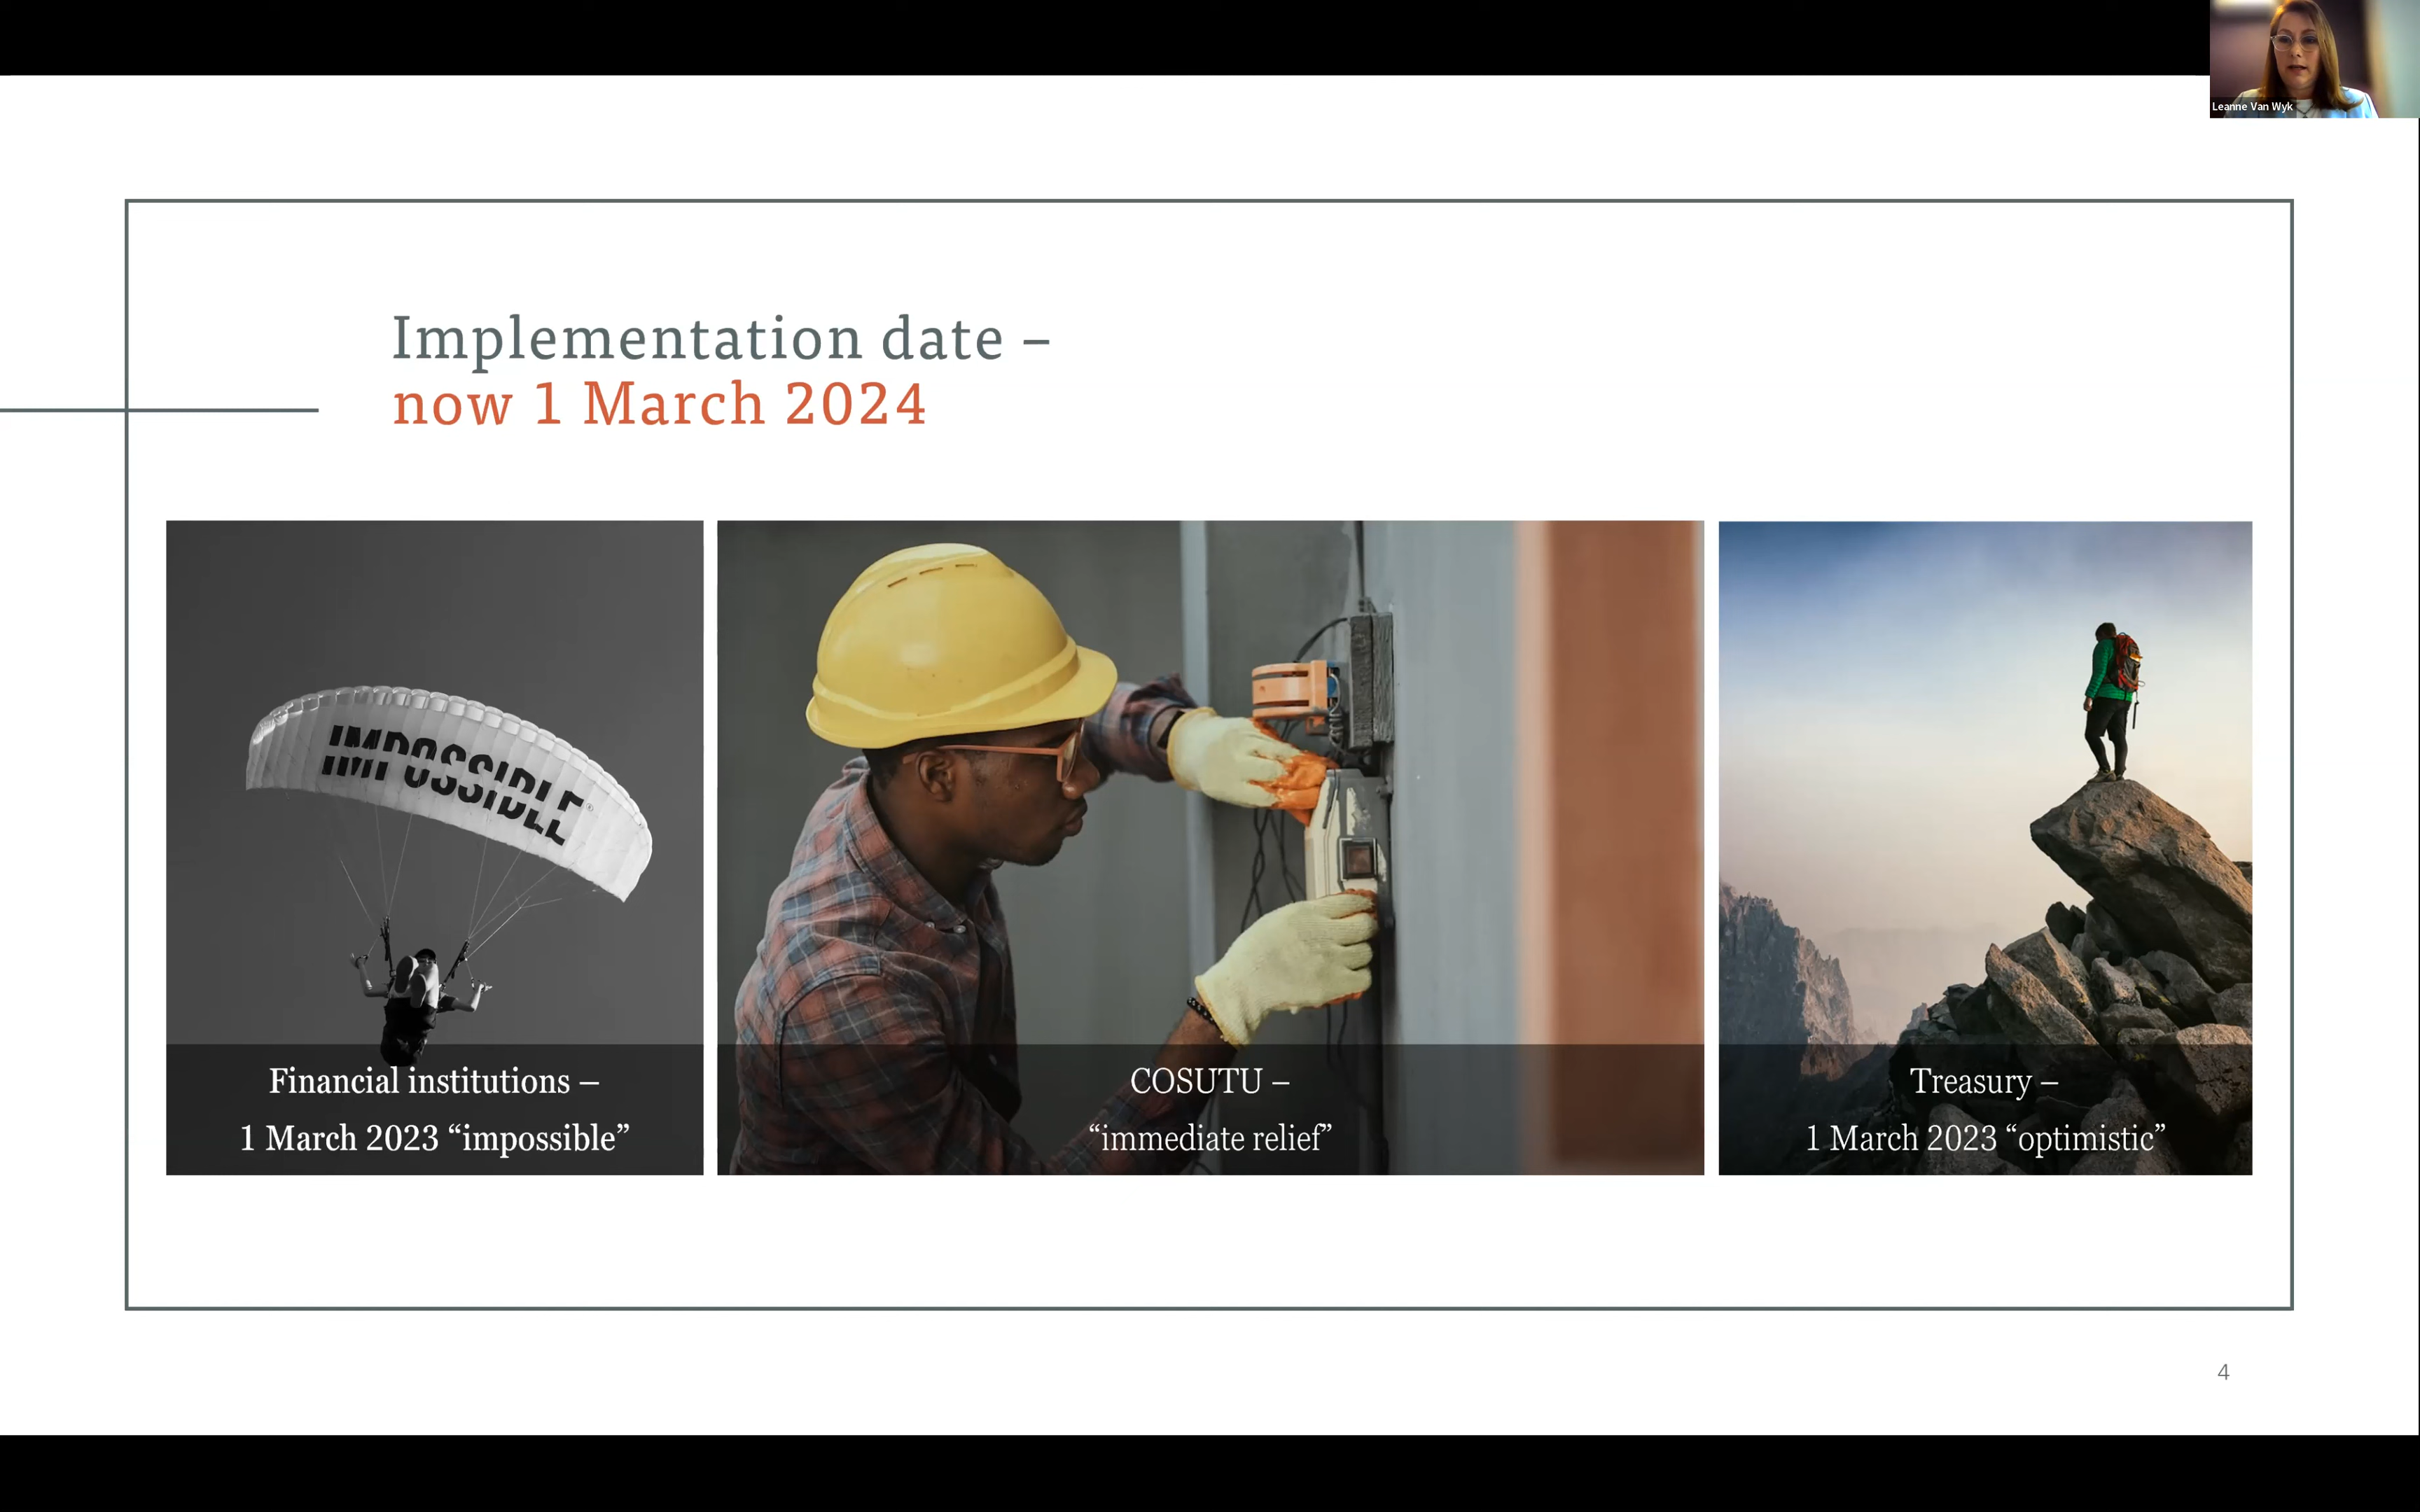 Leanne Van Wyk
Implementation date –
now 1 March 2024
IMPOSSIBLE
Financial institutions –
1 March 2023 “impossible”
COSUTU –
“immediate relief”
Treasury –
1 March 2023 “optimistic”
4